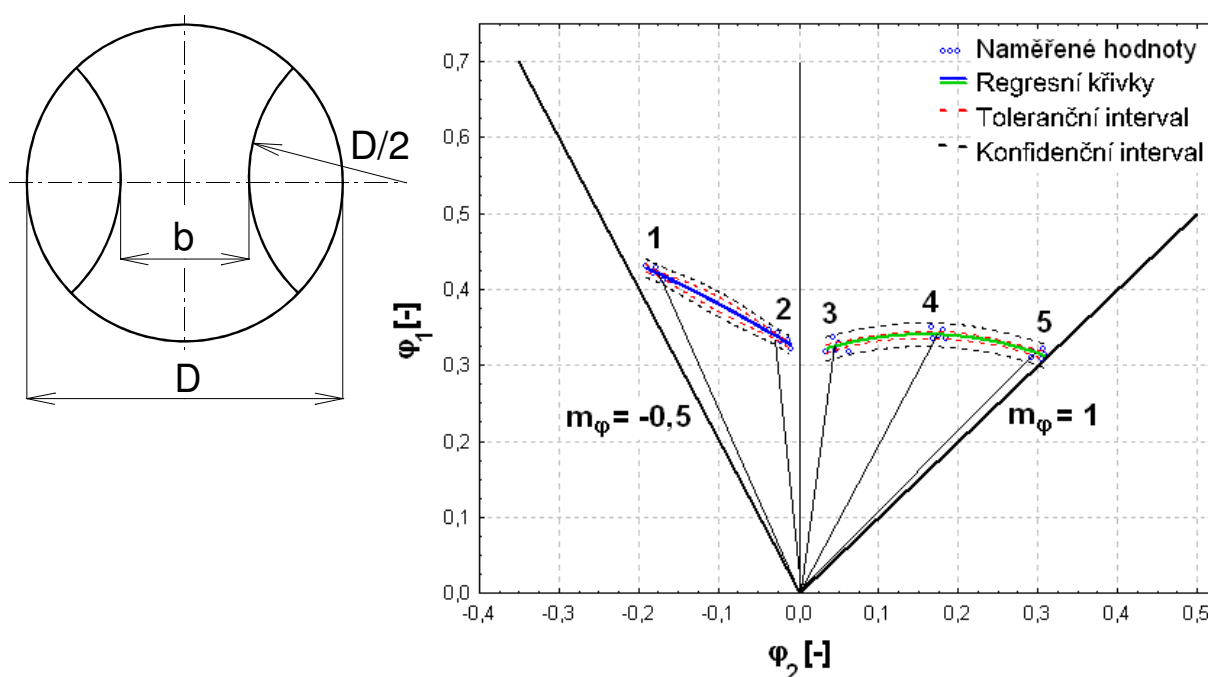 D/2
b
D
Naměřené hodnoty
Regresní křivky
Toleranční interval
Konfidenční interval
0,7
0,6
0,5
0,4
0,3
0,2
0,1
0,0
φ1 [-]
1
2
3
4
5
mφ = -0,5
mφ = 1
-0,4
-0,3
-0,2
-0,1
0,0
0,1
0,2
0,3
0,4
0,5
φ2 [-]